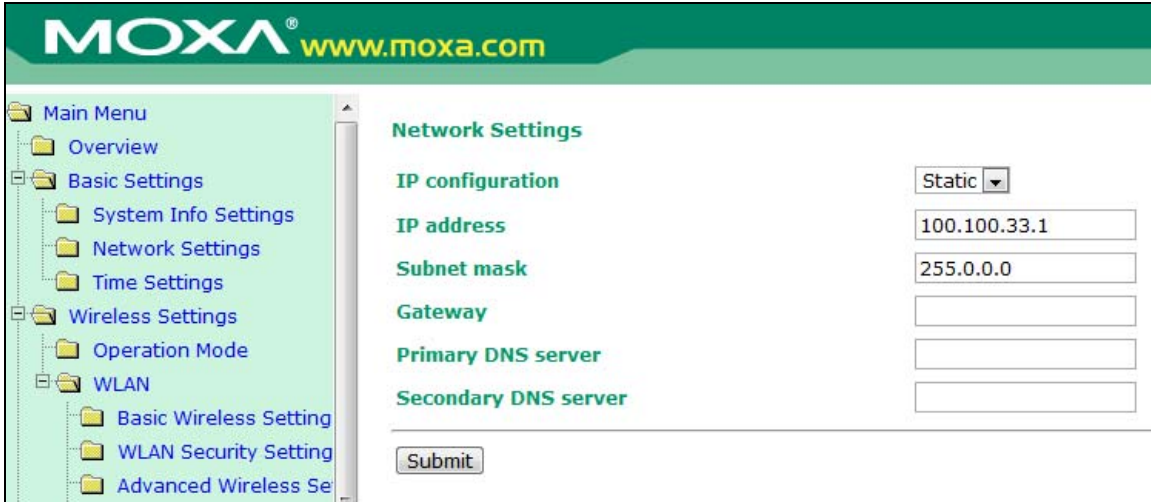 MOXA® www.moxa.com
Main Menu
Overview
Basic Settings
System Info Settings
Network Settings
Time Settings
Wireless Settings
Operation Mode
WLAN
Basic Wireless Setting
WLAN Security Setting
Advanced Wireless Se
Network Settings
IP configuration Static
IP address 100.100.33.1
Subnet mask 255.0.0.0
Gateway
Primary DNS server
Secondary DNS server
Submit